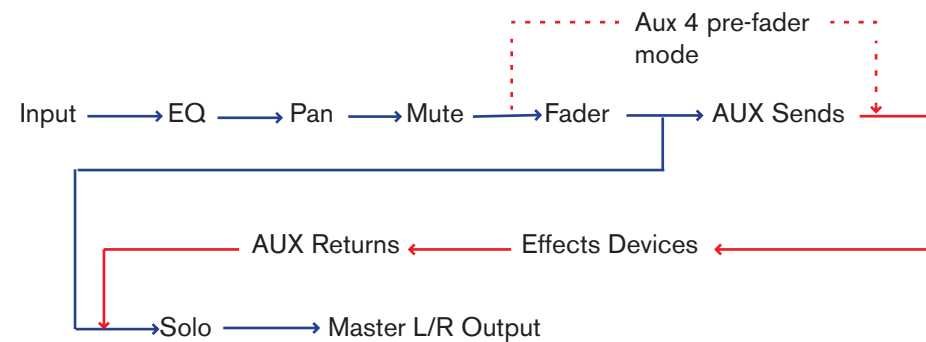 Aux 4 pre-fader
mode
Input EQ Pan Mute Fader AUX Sends
AUX Returns Effects Devices
Solo Master L/R Output